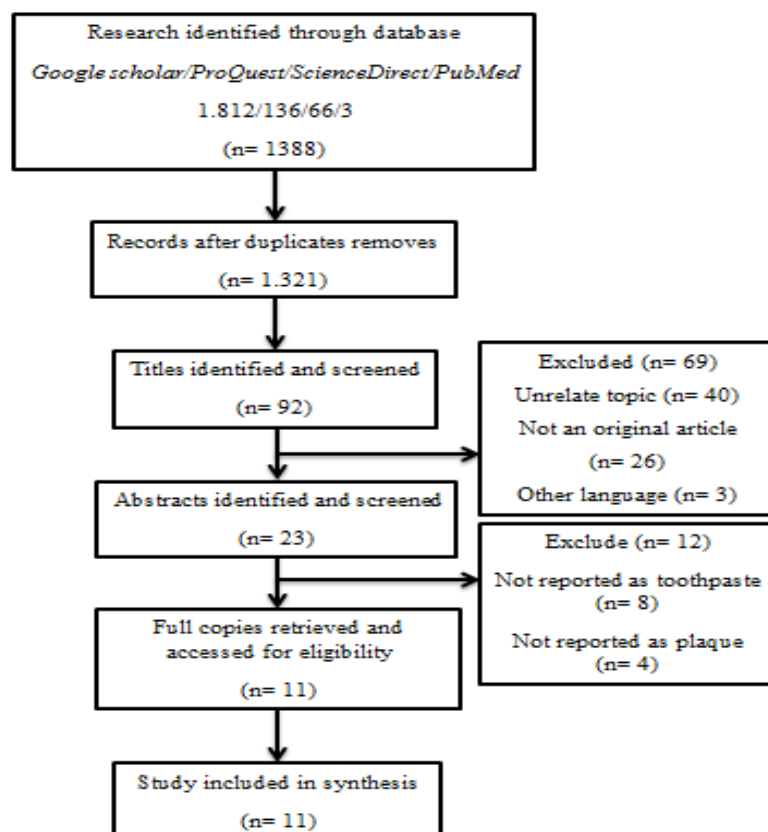 Research identified through database
Google scholar/ProQuest/ScienceDirect/PubMed
1.812/136/66/3
(n= 1388)
Records after duplicates removes
(n= 1.321)
Titles identified and screened
(n= 92)
Excluded (n= 69)
Unrelate topic (n= 40)
Not an original article
(n= 26)
Other language (n= 3)
Abstracts identified and screened
(n= 23)
Exclude (n= 12)
Not reported as toothpaste
(n= 8)
Not reported as plaque
(n= 4)
Full copies retrieved and
accessed for eligibility
(n= 11)
Study included in synthesis
(n= 11)